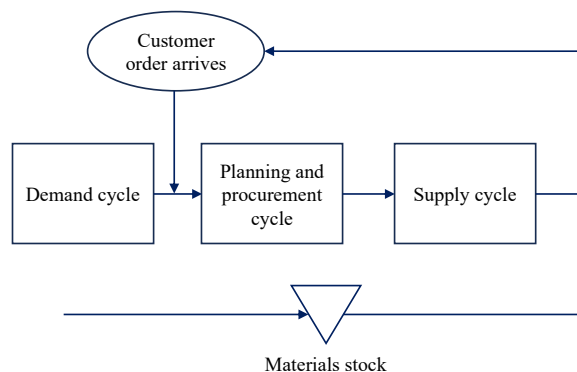 Customer
order arrives
Demand cycle
Planning and
procurement
cycle
Supply cycle
Materials stock